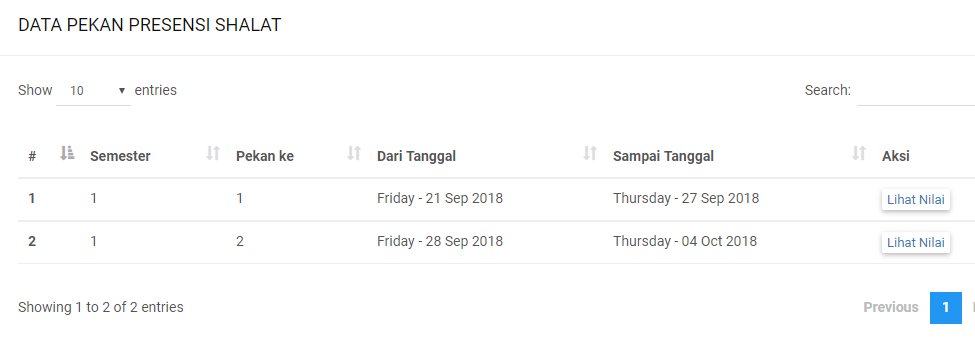 DATA PEKAN PRESENSI SHALAT
Show 10 entries Search:
# Semester Pekan ke Dari Tanggal Sampai Tanggal Aksi
1 1 1 Friday - 21 Sep 2018 Thursday - 27 Sep 2018 Lihat Nilai
2 1 2 Friday - 28 Sep 2018 Thursday - 04 Oct 2018 Lihat Nilai
Showing 1 to 2 of 2 entries Previous 1